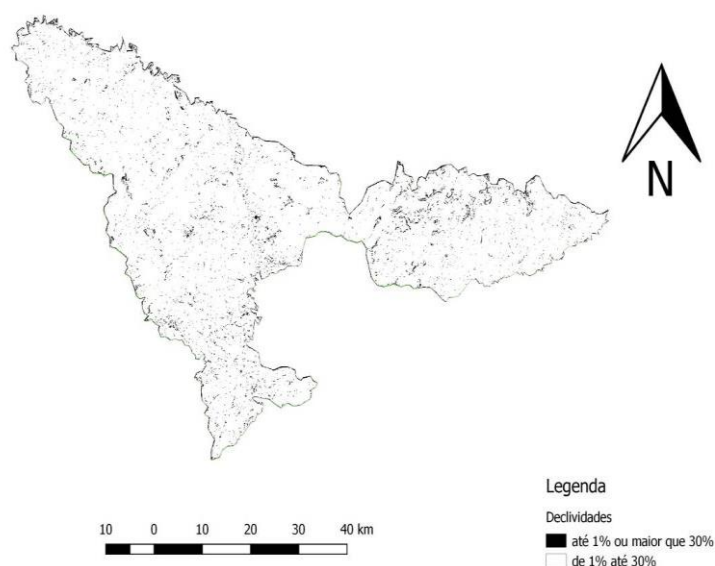 N
10 0 10 20 30 40 km
Legenda
Declividades
até 1% ou maior que 30%
de 1% até 30%